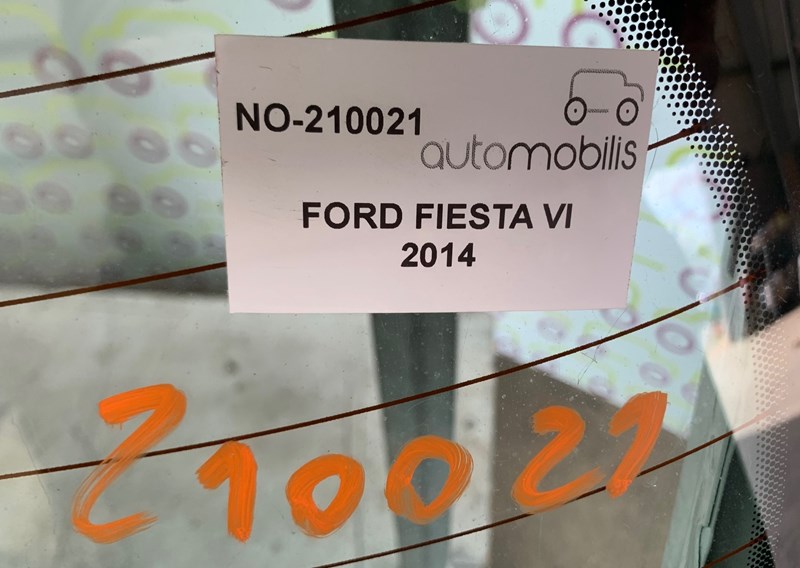 NO-210021
automobilis
FORD FIESTA VI
2014
210021